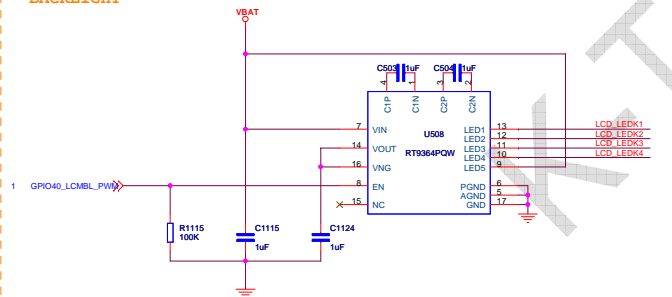 BACKLIGHT
VBAT
C503 1uF C504 1uF
4 1 3 2
C1P C1N C2P C2N
U508
RT9364PQW
7 VIN LED1 13 LCD_LEDK1
LED2 12 LCD_LEDK2
14 VOUT LED3 11 LCD_LEDK3
LED4 10 LCD_LEDK4
16 VNG LED5 9
1 GPIO40_LCMBL_PWM 8 EN PGND 6
AGND 5
15 NC GND 17
R1115
100K
C1115
1uF
C1124
1uF
K T